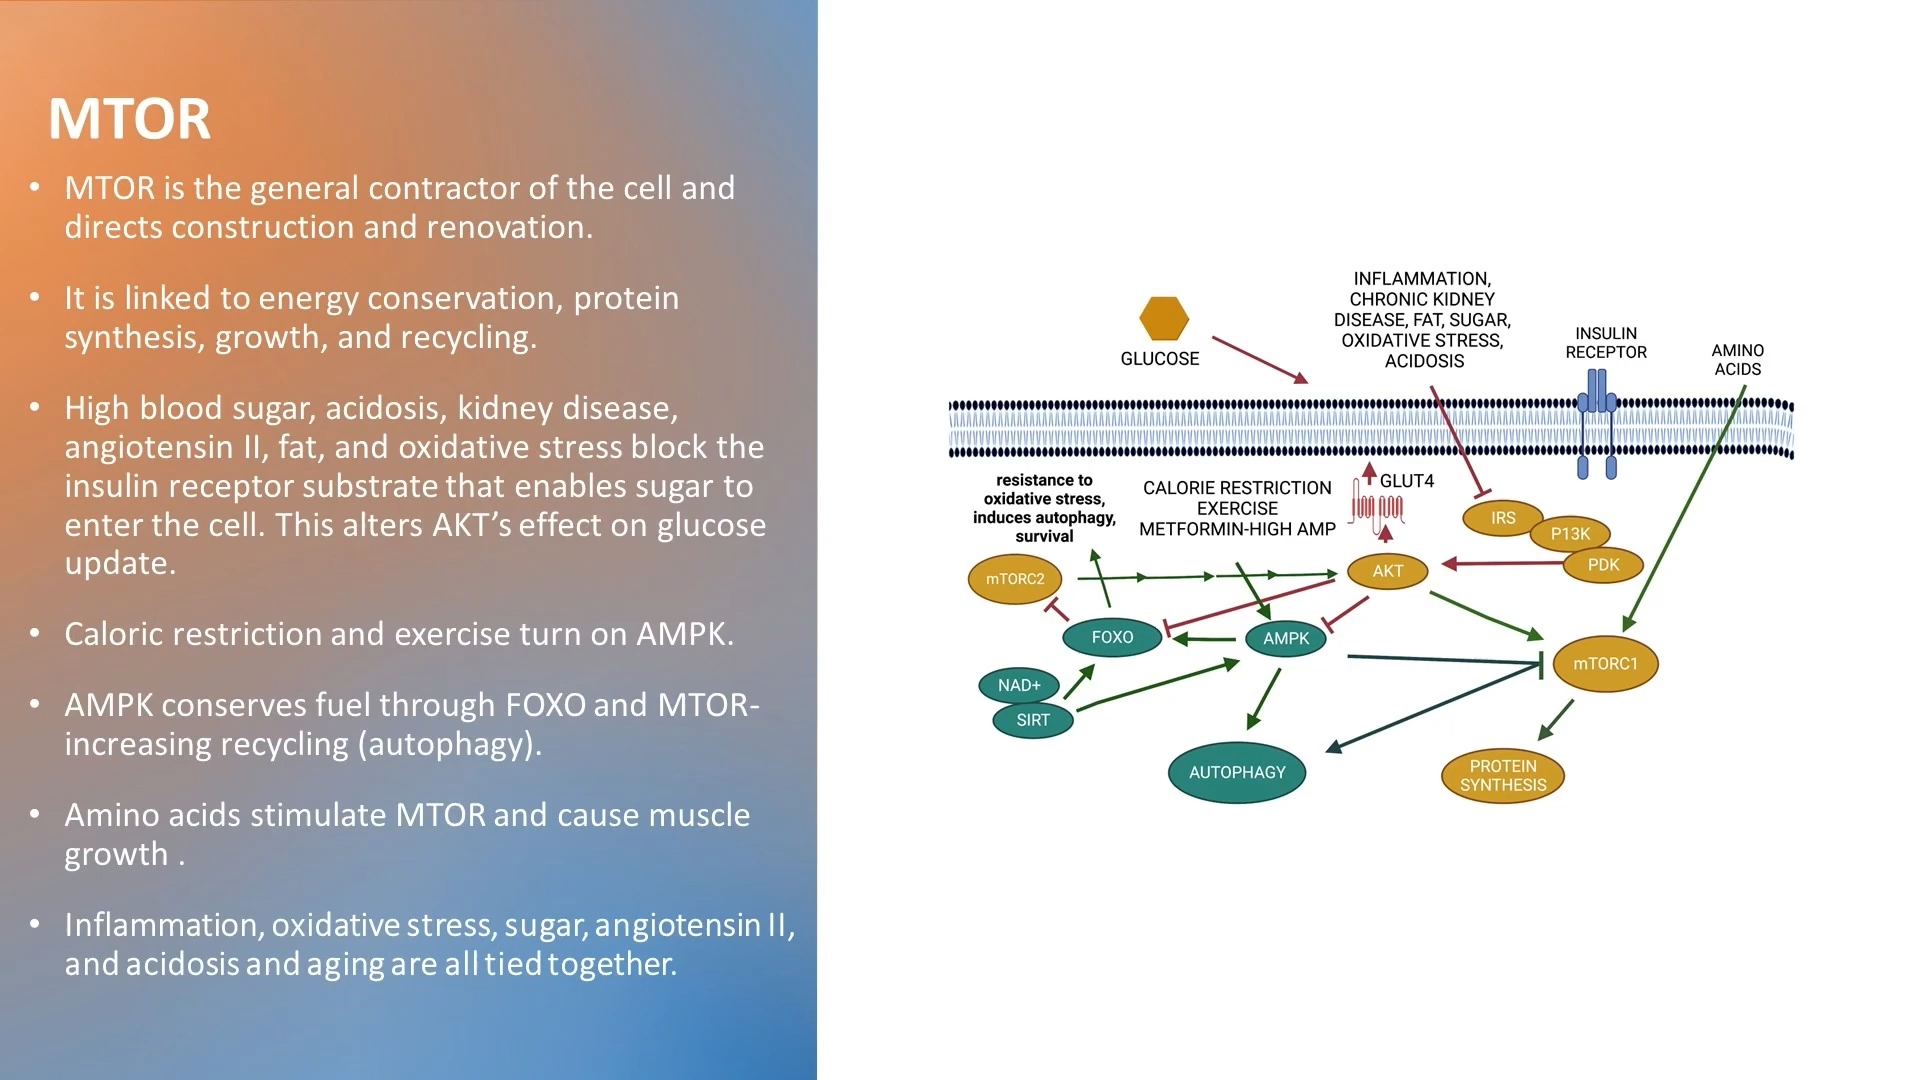 MTOR
• MTOR is the general contractor of the cell and
directs construction and renovation.
• It is linked to energy conservation, protein
synthesis, growth, and recycling.
• High blood sugar, acidosis, kidney disease,
angiotensin II, fat, and oxidative stress block the
insulin receptor substrate that enables sugar to
enter the cell. This alters AKT’s effect on glucose
update.
• Caloric restriction and exercise turn on AMPK.
• AMPK conserves fuel through FOXO and MTOR-
increasing recycling (autophagy).
• Amino acids stimulate MTOR and cause muscle
growth .
• Inflammation, oxidative stress, sugar, angiotensin II,
and acidosis and aging are all tied together.
GLUCOSE
INFLAMMATION,
CHRONIC KIDNEY
DISEASE, FAT, SUGAR,
OXIDATIVE STRESS,
ACIDOSIS
INSULIN
RECEPTOR
AMINO
ACIDS
resistance to
oxidative stress,
induces autophagy,
survival
CALORIE RESTRICTION
EXERCISE
METFORMIN-HIGH AMP
GLUT4
IRS
P13K
PDK
AKT
mTORC2
FOXO
AMPK
mTORC1
NAD+
SIRT
AUTOPHAGY
PROTEIN
SYNTHESIS